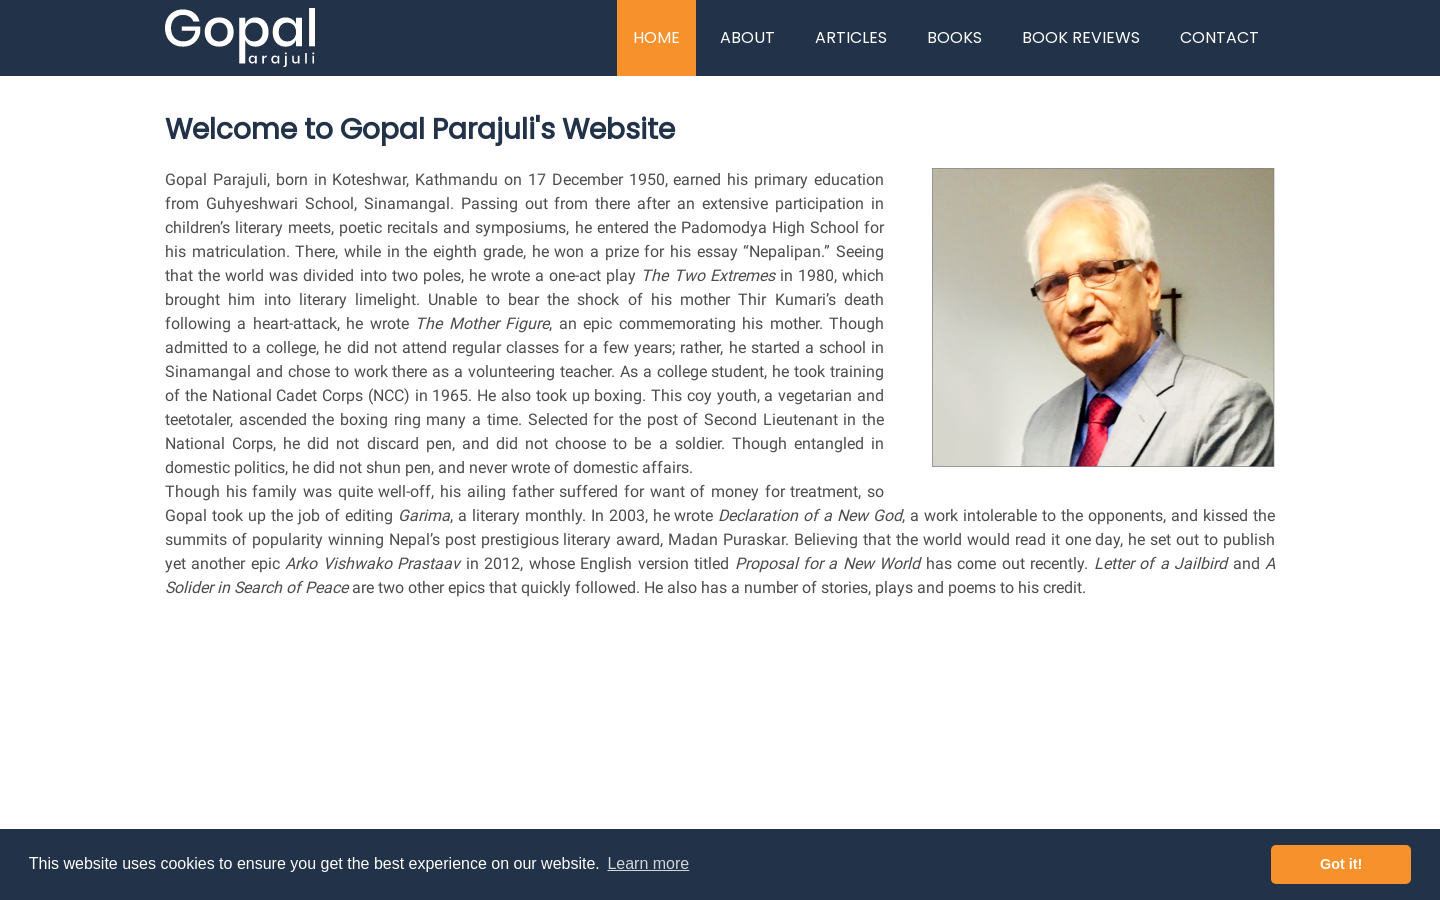 Gopal
arajuli
HOME
ABOUT
ARTICLES
BOOKS
BOOK REVIEWS
CONTACT
Welcome to Gopal Parajuli's Website
Gopal Parajuli, born in Koteshwar, Kathmandu on 17 December 1950, earned his primary education
from Guhyeshwari School, Sinamangal. Passing out from there after an extensive participation in
children’s literary meets, poetic recitals and symposiums, he entered the Padomodya High School for
his matriculation. There, while in the eighth grade, he won a prize for his essay “Nepalipan.” Seeing
that the world was divided into two poles, he wrote a one-act play The Two Extremes in 1980, which
brought him into literary limelight. Unable to bear the shock of his mother Thir Kumari’s death
following a heart-attack, he wrote The Mother Figure, an epic commemorating his mother. Though
admitted to a college, he did not attend regular classes for a few years; rather, he started a school in
Sinamangal and chose to work there as a volunteering teacher. As a college student, he took training
of the National Cadet Corps (NCC) in 1965. He also took up boxing. This coy youth, a vegetarian and
teetotaler, ascended the boxing ring many a time. Selected for the post of Second Lieutenant in the
National Corps, he did not discard pen, and did not choose to be a soldier. Though entangled in
domestic politics, he did not shun pen, and never wrote of domestic affairs.
Though his family was quite well-off, his ailing father suffered for want of money for treatment, so
Gopal took up the job of editing Garima, a literary monthly. In 2003, he wrote Declaration of a New God, a work intolerable to the opponents, and kissed the
summits of popularity winning Nepal’s post prestigious literary award, Madan Puraskar. Believing that the world would read it one day, he set out to publish
yet another epic Arko Vishwako Prastaav in 2012, whose English version titled Proposal for a New World has come out recently. Letter of a Jailbird and A
Solider in Search of Peace are two other epics that quickly followed. He also has a number of stories, plays and poems to his credit.
This website uses cookies to ensure you get the best experience on our website. Learn more
Got it!